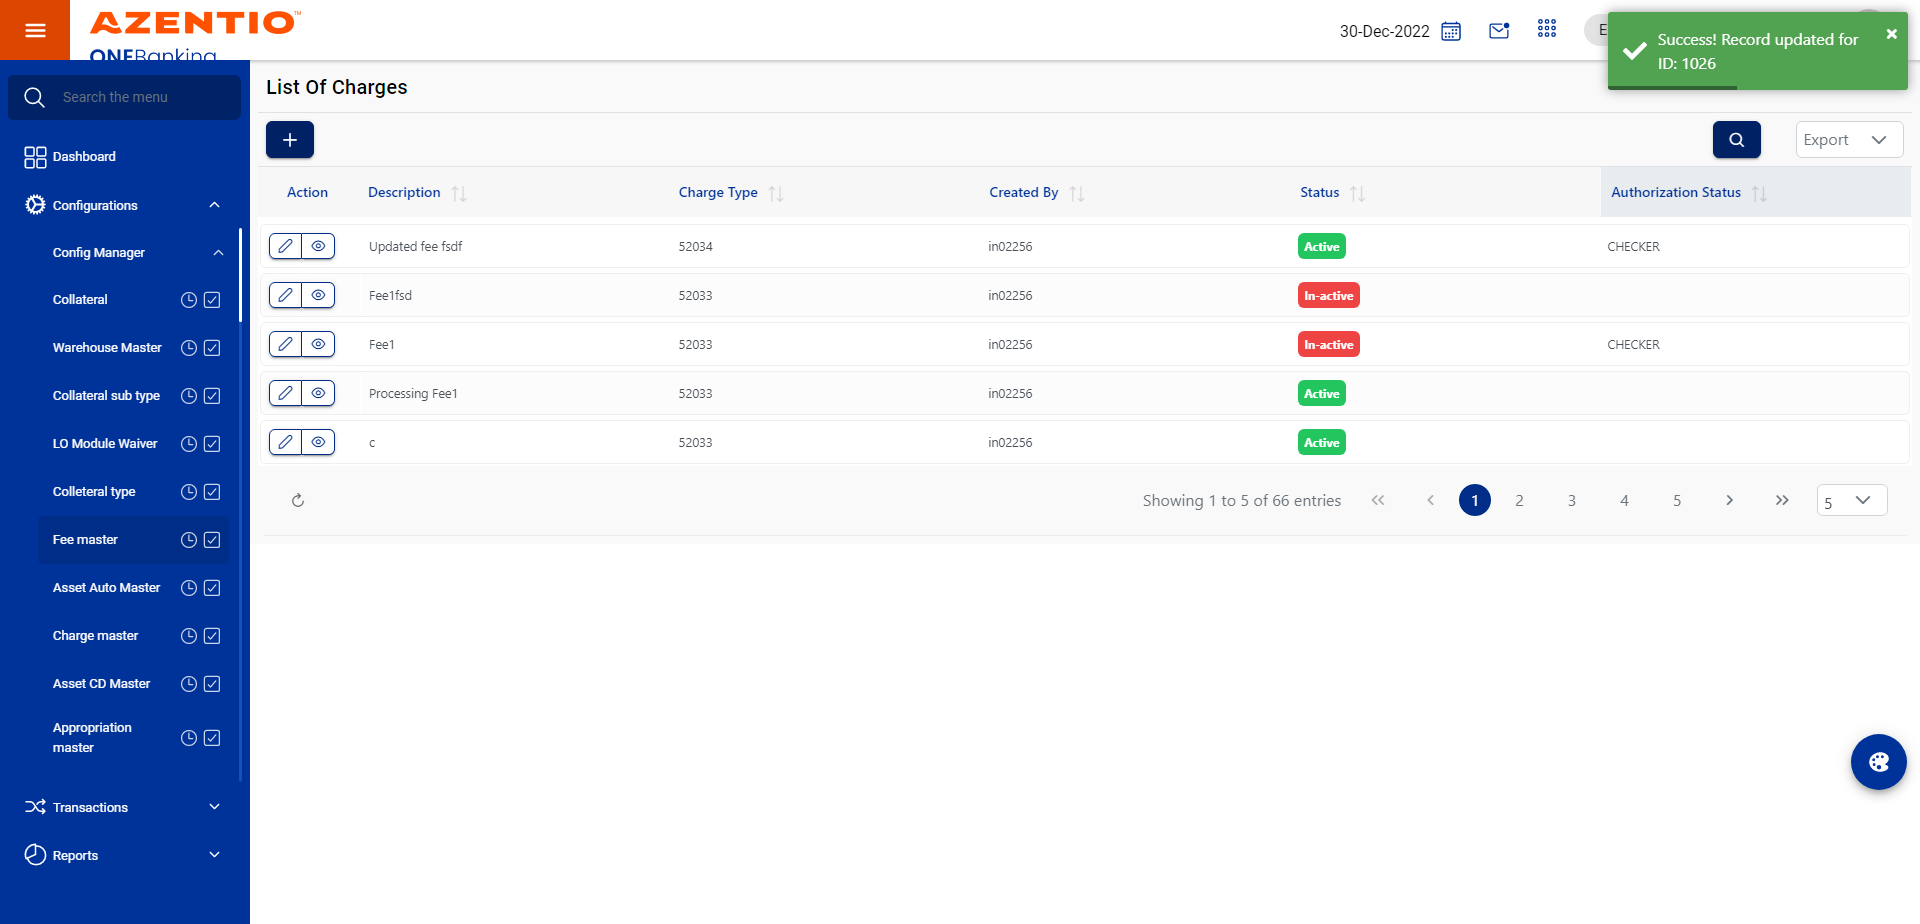 AZENTIO™
ONEBanking
30-Dec-2022
E
Success! Record updated for
ID: 1026
Search the menu
Dashboard
Configurations
Config Manager
Collateral
Warehouse Master
Collateral sub type
LO Module Waiver
Colleteral type
Fee master
Asset Auto Master
Charge master
Asset CD Master
Appropriation
master
Transactions
Reports
List Of Charges
Export
Action Description Charge Type Created By Status Authorization Status
Updated fee fsdf 52034 in02256 Active CHECKER
Fee1fsd 52033 in02256 In-active
Fee1 52033 in02256 In-active CHECKER
Processing Fee1 52033 in02256 Active
c 52033 in02256 Active
Showing 1 to 5 of 66 entries 1 2 3 4 5 5